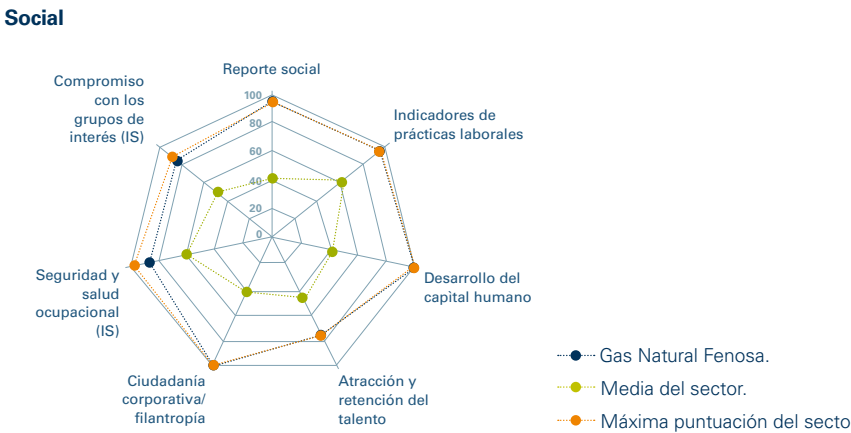 Social
Reporte social
Compromiso
con los
grupos de
interés (IS)
Indicadores de
prácticas laborales
100
80
60
40
20
0
Seguridad y
salud
ocupacional
(IS)
Desarrollo del
capital humano
Ciudadanía
corporativa/
filantropía
Atracción y
retención del
talento
Gas Natural Fenosa.
Media del sector.
Máxima puntuación del secto